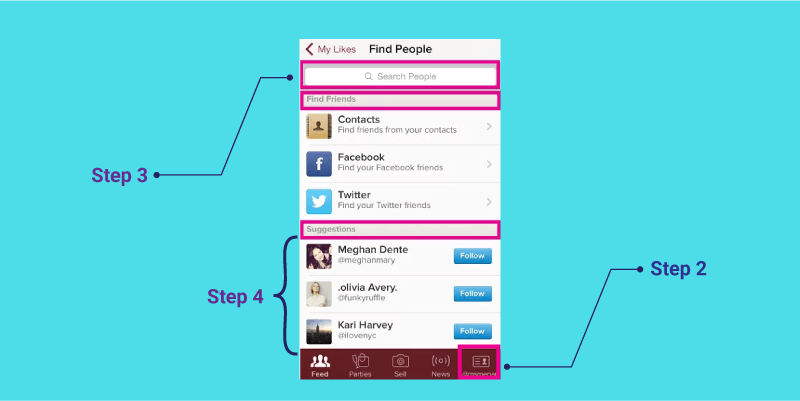 My Likes Find People
Search People
Find Friends
Contacts
Find friends from your contacts
Facebook
Find your Facebook friends
Twitter
Find your Twitter friends
Suggestions
Meghan Dente
@meghanmary
Follow
.olivia Avery.
@funkyruffle
Follow
Kari Harvey
@ilovenyc
Follow
Feed Parties Sell News
Step 3
Step 4
Step 2